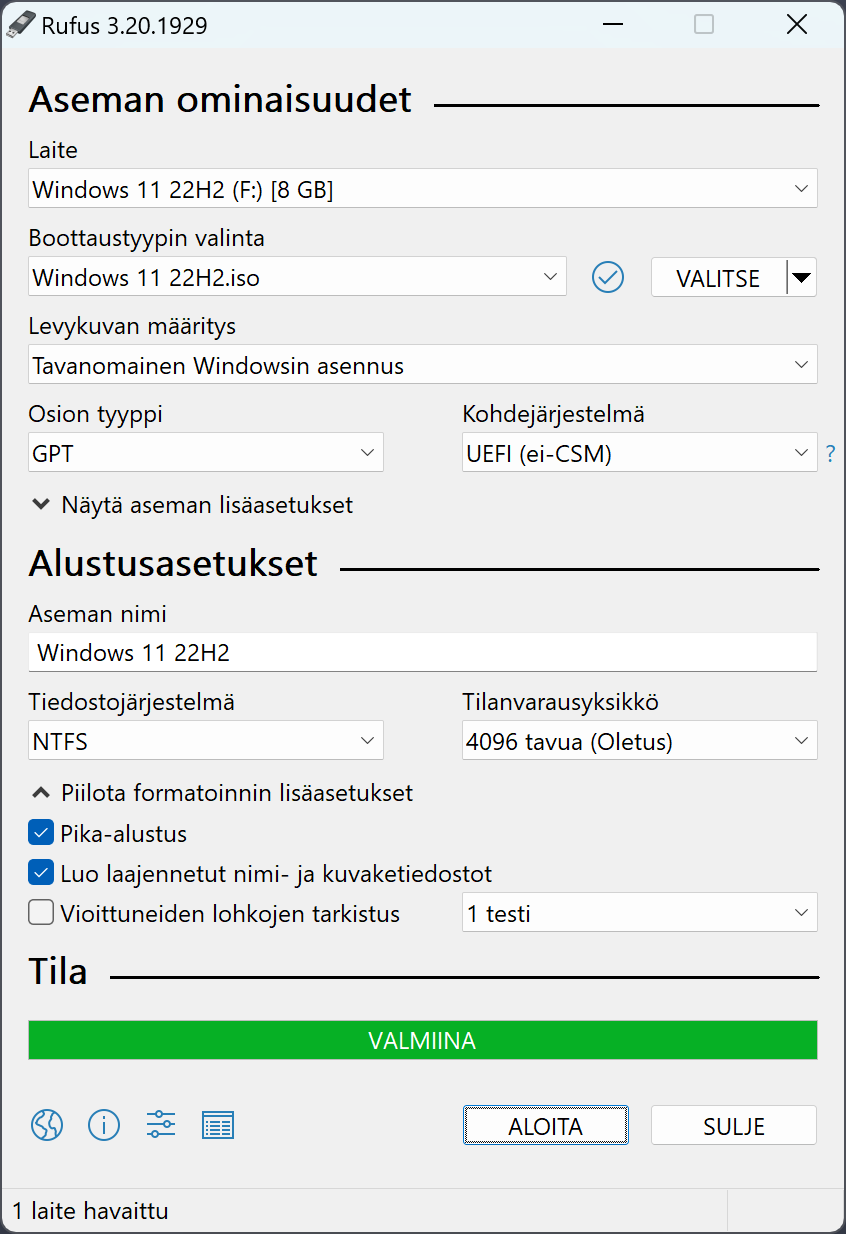 Rufus 3.20.1929
Aseman ominaisuudet
Laite
Windows 11 22H2 (F:) [8 GB]
Boottaustyypin valinta
Windows 11 22H2.iso
VALITSE
Levykuvan määritys
Tavanomainen Windowsin asennus
Osion tyyppi
Kohdejärjestelmä
GPT
UEFI (ei-CSM)
?
Näytä aseman lisäasetukset
Alustusasetukset
Aseman nimi
Windows 11 22H2
Tiedostojärjestelmä
Tilanvarausyksikkö
NTFS
4096 tavua (Oletus)
Piilota formatoinnin lisäasetukset
Pika-alustus
Luo laajennetut nimi- ja kuvaketiedostot
Vioittuneiden lohkojen tarkistus
1 testi
Tila
VALMIINA
ALOITA
SULJE
1 laite havaittu